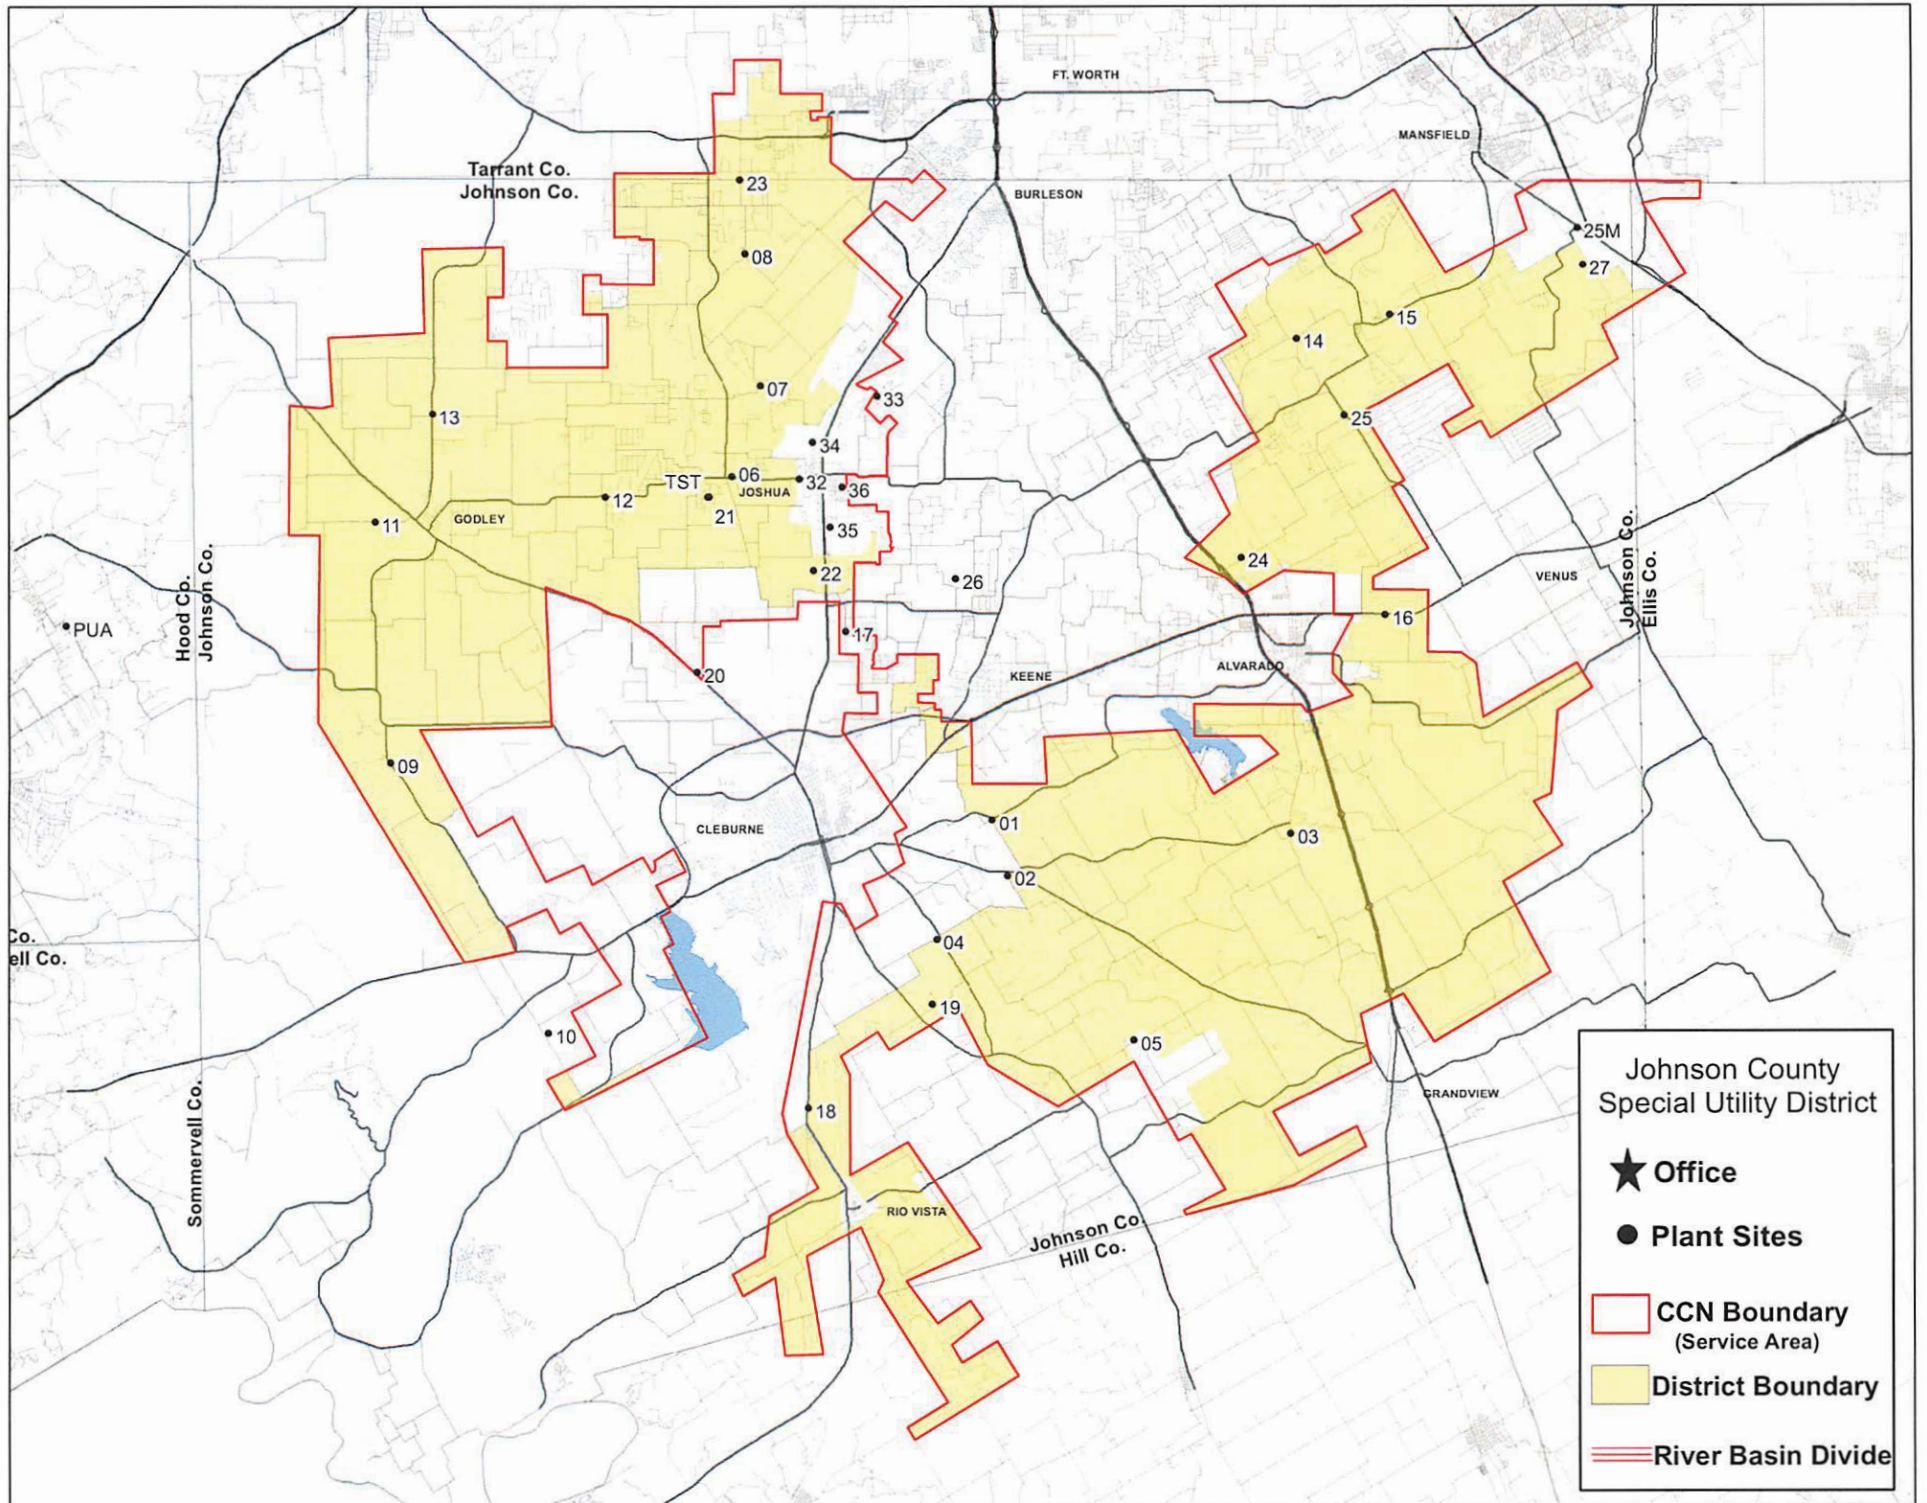 FT. WORTH
MANSFIELD
Tarrant Co.
Johnson Co.
23
BURLESON
25M
08
27
15
14
07
33
13
25
34
TST
06
32
JOSHUA
36
12
21
GODLEY
11
35
24
22
26
VENUS
Hood Co.
Johnson Co.
Johnson Co.
Ellis Co.
16
PUA
17
20
KEENE
ALVARADO
09
CLEBURNE
01
03
02
Co.
ell Co.
04
19
10
05
GRANDVIEW
18
Sommervell Co.
RIO VISTA
Johnson Co.
Hill Co.
Johnson County
Special Utility District
Office
Plant Sites
CCN Boundary
(Service Area)
District Boundary
River Basin Divide